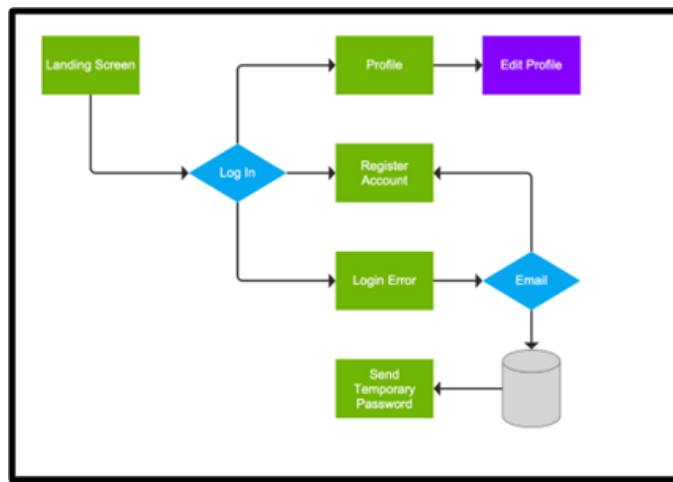 Landing Screen
Profile
Edit Profile
Log In
Register
Account
Login Error
Email
Send
Temporary
Password